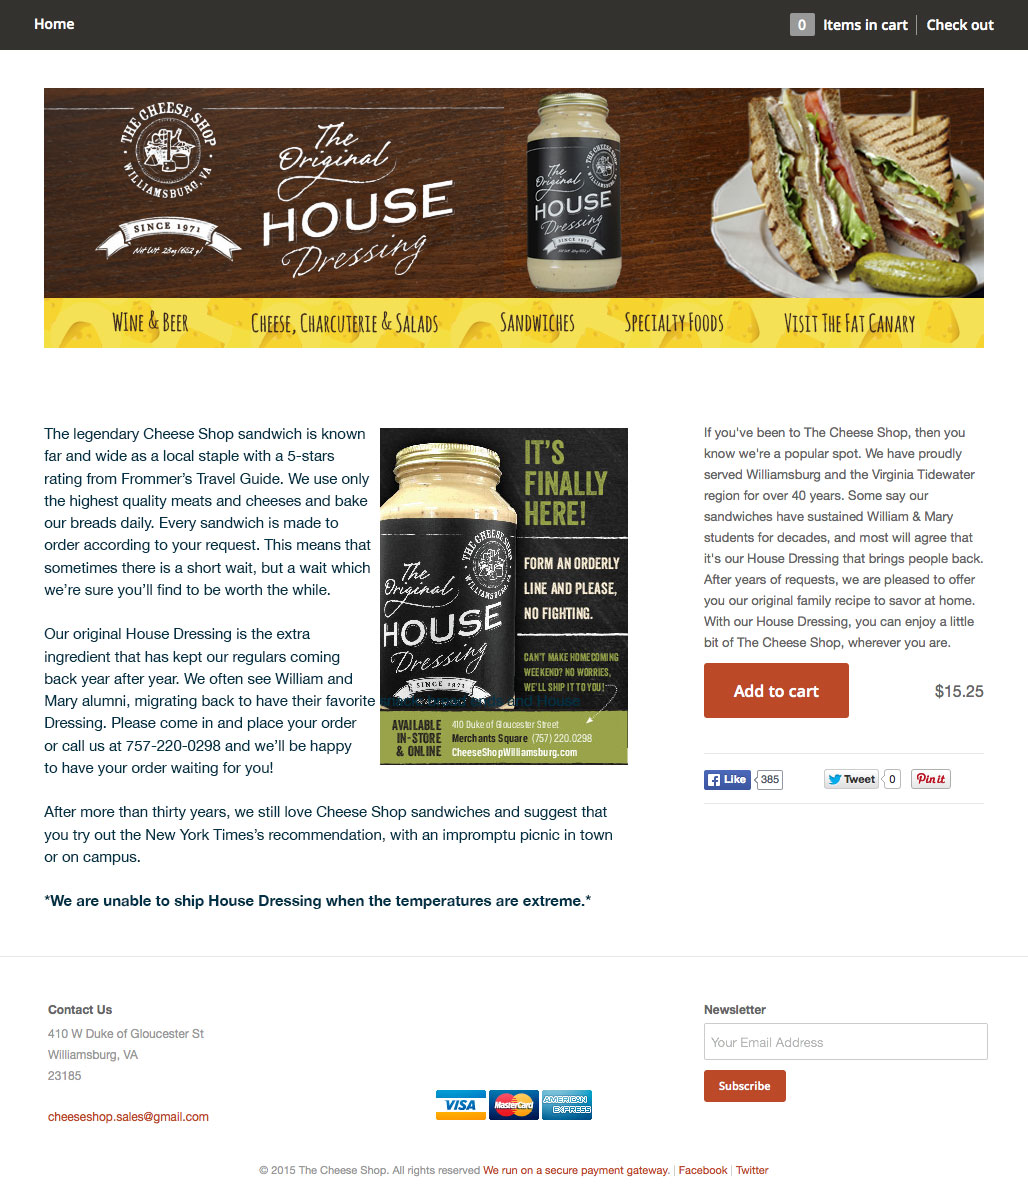 Home
0 Items in cart Check out
THE CHEESE SHOP
WILLIAMSBURG, VA
SINCE 1971
Net Wt. 23 oz (652 g)
The
Original
HOUSE
Dressing
THE CHEESE SHOP
WILLIAMSBURG, VA
The
Original
HOUSE
Dressing
SINCE 1971
WINE & BEER CHEESE, CHARCUTERIE & SALADS SANDWICHES SPECIALTY FOODS VISIT THE FAT CANARY
The legendary Cheese Shop sandwich is known
far and wide as a local staple with a 5-stars
rating from Frommer’s Travel Guide. We use only
the highest quality meats and cheeses and bake
our breads daily. Every sandwich is made to
order according to your request. This means that
sometimes there is a short wait, but a wait which
we’re sure you’ll find to be worth the while.
Our original House Dressing is the extra
ingredient that has kept our regulars coming
back year after year. We often see William and
Mary alumni, migrating back to have their favorite and House
Dressing. Please come in and place your order
or call us at 757-220-0298 and we’ll be happy
to have your order waiting for you!
After more than thirty years, we still love Cheese Shop sandwiches and suggest that
you try out the New York Times’s recommendation, with an impromptu picnic in town
or on campus.
*We are unable to ship House Dressing when the temperatures are extreme.*
THE CHEESE SHOP
WILLIAMSBURG
The
Original
HOUSE
Dressing
SINCE 1971
IT'S
FINALLY
HERE!
FORM AN ORDERLY
LINE AND PLEASE,
NO FIGHTING.
CAN'T MAKE HOMECOMING
WEEKEND? NO WORRIES,
WE'LL SHIP IT TO YOU!
AVAILABLE
IN-STORE
& ONLINE
410 Duke of Gloucester Street
Merchants Square (757) 220.0298
CheeseShopWilliamsburg.com
If you've been to The Cheese Shop, then you
know we're a popular spot. We have proudly
served Williamsburg and the Virginia Tidewater
region for over 40 years. Some say our
sandwiches have sustained William & Mary
students for decades, and most will agree that
it's our House Dressing that brings people back.
After years of requests, we are pleased to offer
you our original family recipe to savor at home.
With our House Dressing, you can enjoy a little
bit of The Cheese Shop, wherever you are.
Add to cart $15.25
Like 385 Tweet 0 Pin it
Contact Us
410 W Duke of Gloucester St
Williamsburg, VA
23185
cheeseshop.sales@gmail.com
VISA MasterCard AMERICAN EXPRESS
Newsletter
Your Email Address
Subscribe
© 2015 The Cheese Shop. All rights reserved We run on a secure payment gateway. | Facebook | Twitter